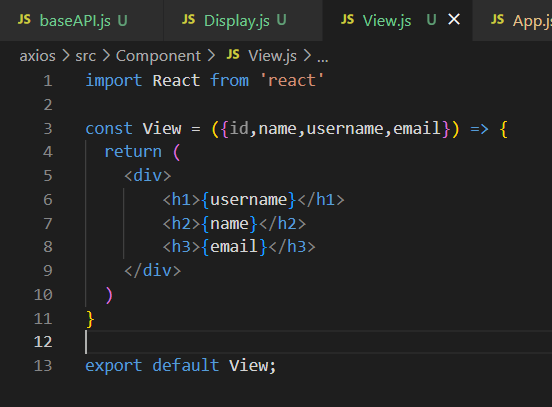 JS baseAPI.js U JS Display.js U JS View.js U × JS App.js
axios > src > Component > JS View.js > ...
1 import React from 'react'
2
3 const View = ({id,name,username,email}) => {
4 return (
5 <div>
6 <h1>{username}</h1>
7 <h2>{name}</h2>
8 <h3>{email}</h3>
9 </div>
10 )
11 }
12
13 export default View;